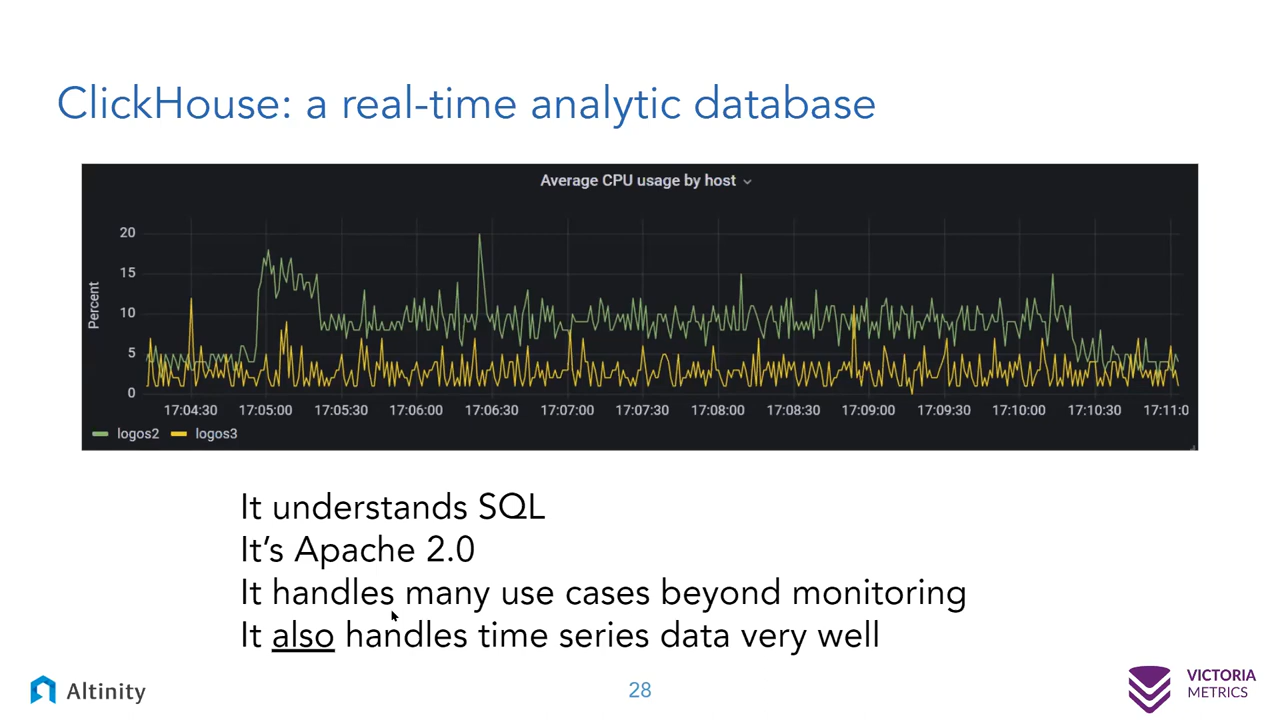 ClickHouse: a real-time analytic database
Average CPU usage by host
Percent
20
15
10
5
0
17:04:30 17:05:00 17:05:30 17:06:00 17:06:30 17:07:00 17:07:30 17:08:00 17:08:30 17:09:00 17:09:30 17:10:00 17:10:30 17:11:0
logos2 logos3
It understands SQL
It's Apache 2.0
It handles many use cases beyond monitoring
It also handles time series data very well
Altinity
28
VICTORIA
METRICS